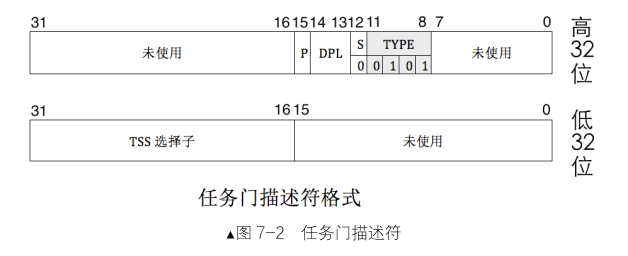 31 16 15 14 13 12 11 8 7 0
未使用 P DPL S TYPE 未使用
0 0 1 0 1
高32位
31 16 15 0
TSS 选择子 未使用
低32位
任务门描述符格式
▲图 7-2 任务门描述符